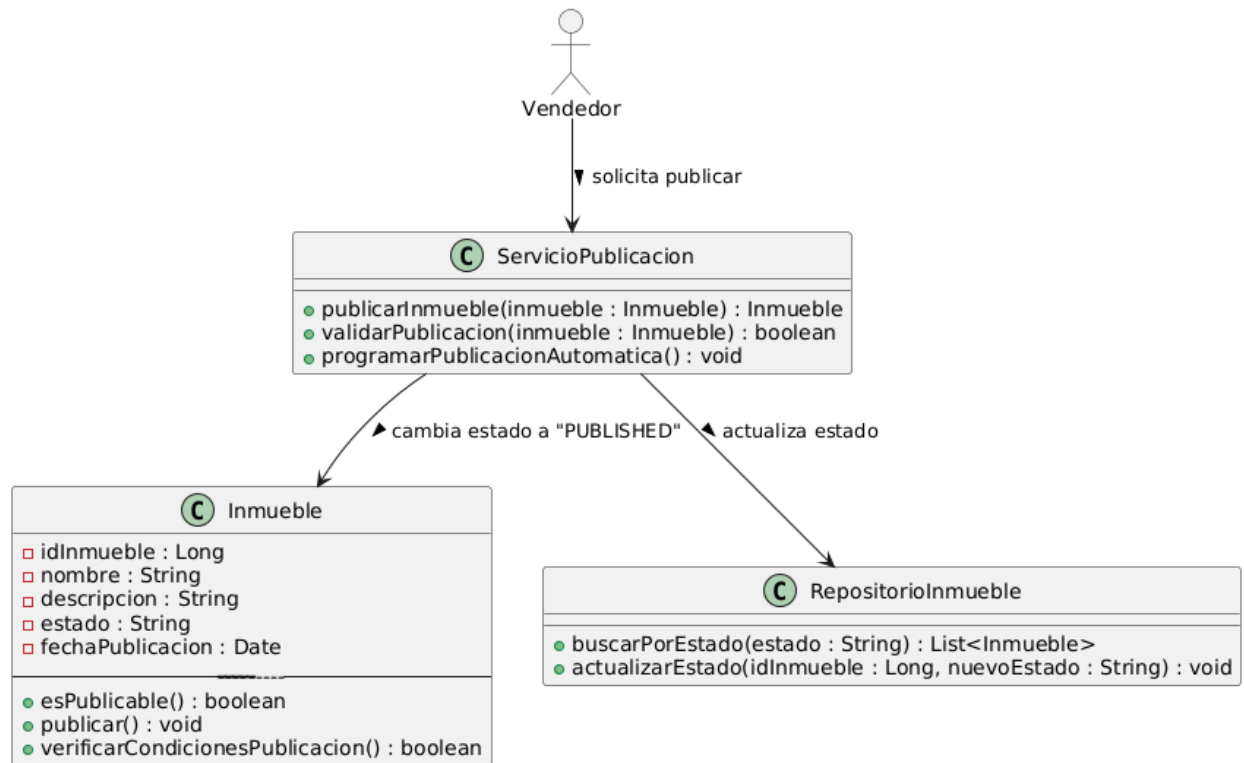 Vendedor
solicita publicar
C ServicioPublicacion
publicarInmueble(inmueble : Inmueble) : Inmueble
validarPublicacion(inmueble : Inmueble) : boolean
programarPublicacionAutomatica() : void
cambia estado a "PUBLISHED"
actualiza estado
C Inmueble
idInmueble : Long
nombre : String
descripcion : String
estado : String
fechaPublicacion : Date
esPublicable() : boolean
publicar() : void
verificarCondicionesPublicacion() : boolean
C RepositorioInmueble
buscarPorEstado(estado : String) : List<Inmueble>
actualizarEstado(idInmueble : Long, nuevoEstado : String) : void